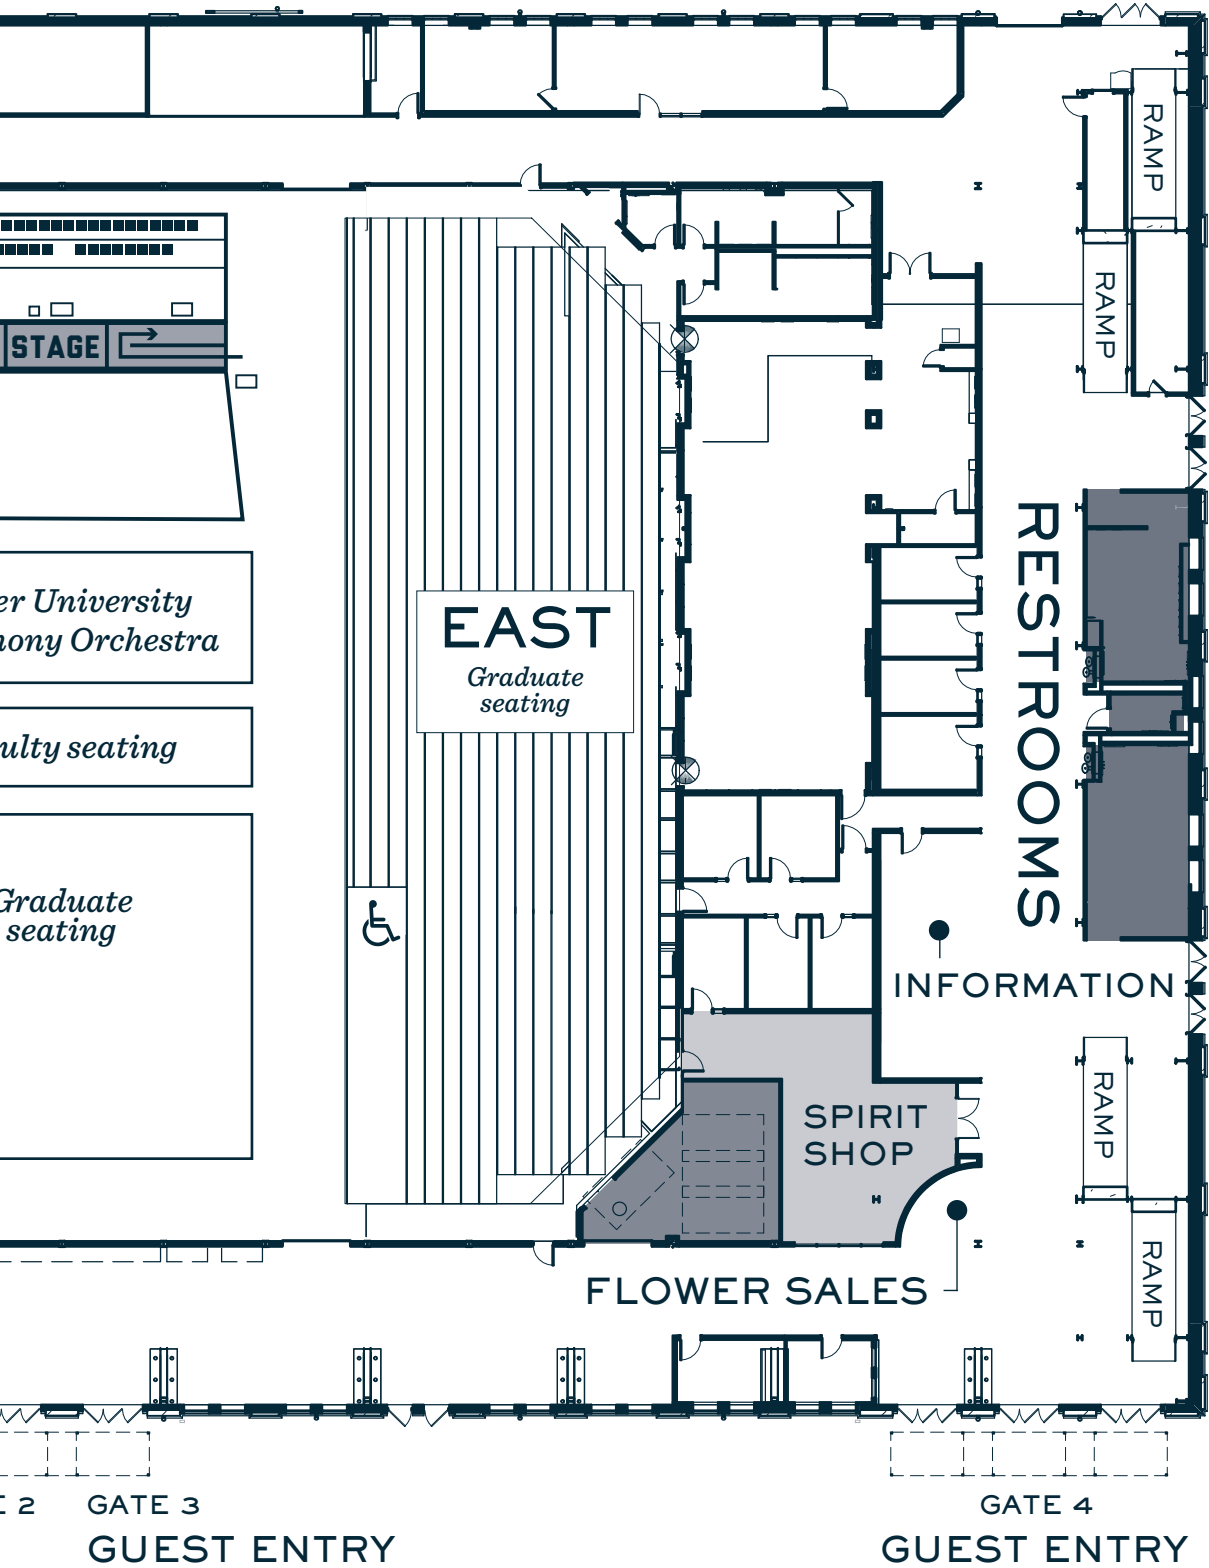 RAMP
RAMP
STAGE
RESTROOMS
er University
ony Orchestra
EAST
Graduate
seating
ulty seating
Graduate
seating
INFORMATION
RAMP
SPIRIT
SHOP
RAMP
FLOWER SALES
2
GATE 3
GATE 4
GUEST ENTRY
GUEST ENTRY